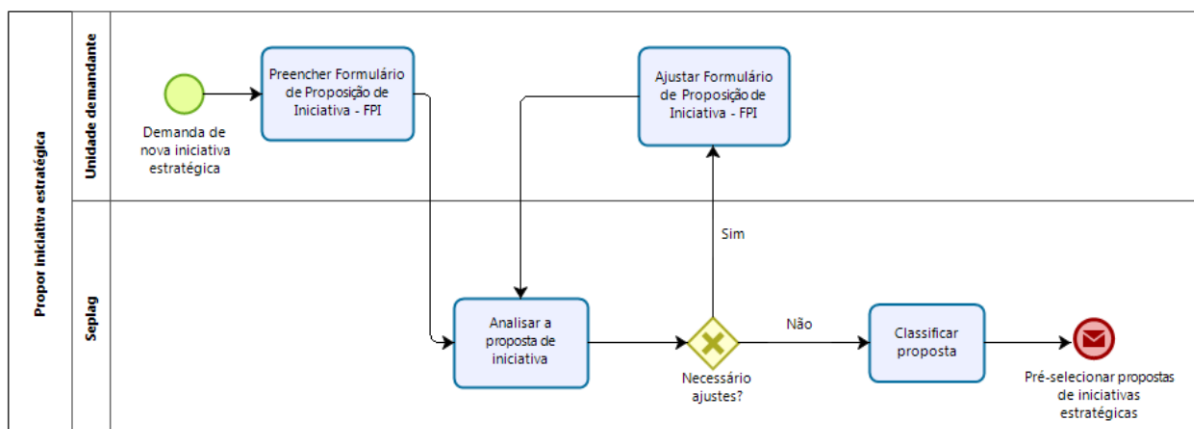 Propor iniciativa estratégica
Unidade demandante
Demanda de
nova iniciativa
estratégica
Preencher Formulário
de Proposição de
Iniciativa - FPI
Ajustar Formulário
de Proposição de
Iniciativa - FPI
Seplag
Analisar a
proposta de
iniciativa
Sim
Necessário
ajustes?
Não
Classificar
proposta
Pré-selecionar propostas
de iniciativas
estratégicas